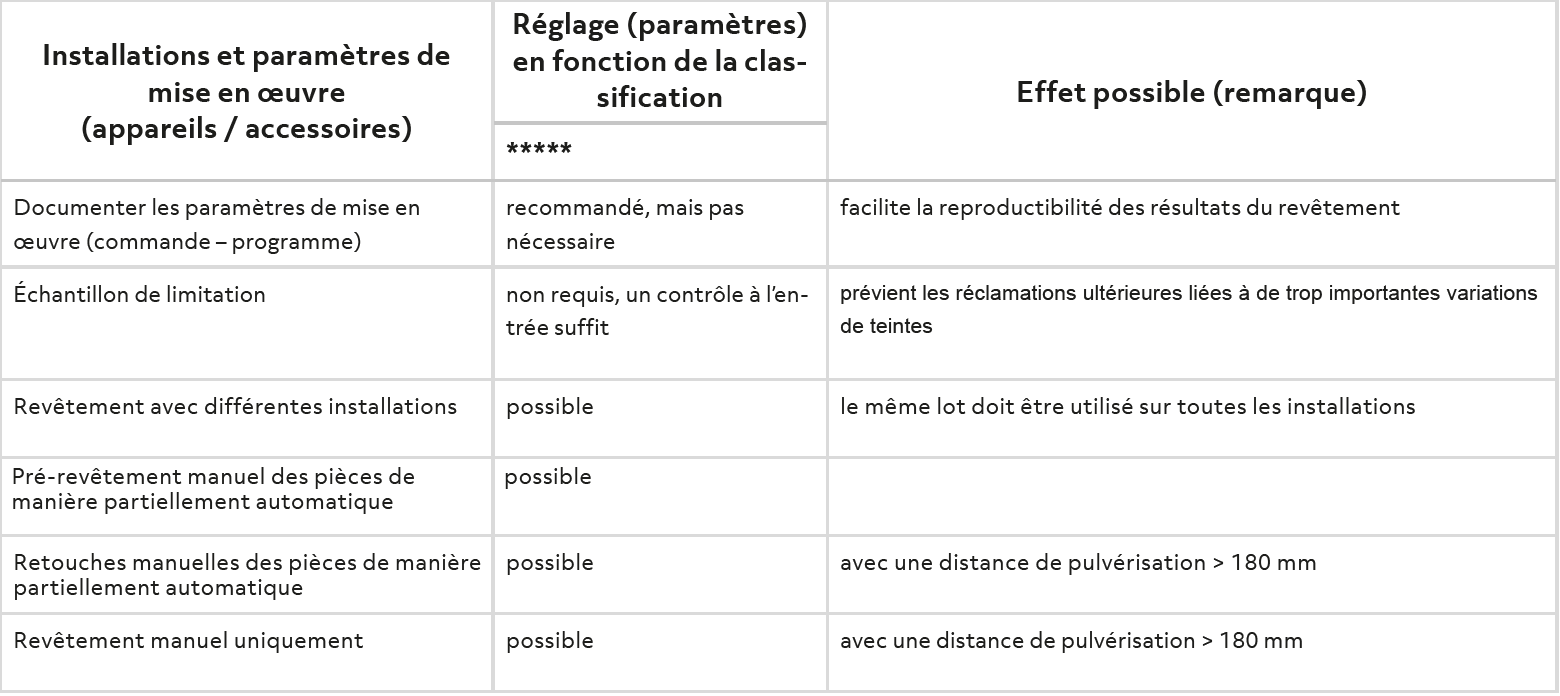 Installations et paramètres de
mise en œuvre
(appareils / accessoires)
Réglage (paramètres)
en fonction de la clas-
sification
*****
Effet possible (remarque)
Documenter les paramètres de mise en
œuvre (commande – programme)
recommandé, mais pas
nécessaire
facilite la reproductibilité des résultats du revêtement
Échantillon de limitation
non requis, un contrôle à l’en-
trée suffit
prévient les réclamations ultérieures liées à de trop importantes variations
de teintes
Revêtement avec différentes installations
possible
le même lot doit être utilisé sur toutes les installations
Pré-revêtement manuel des pièces de
manière partiellement automatique
possible
Retouches manuelles des pièces de manière
partiellement automatique
possible
avec une distance de pulvérisation > 180 mm
Revêtement manuel uniquement
possible
avec une distance de pulvérisation > 180 mm